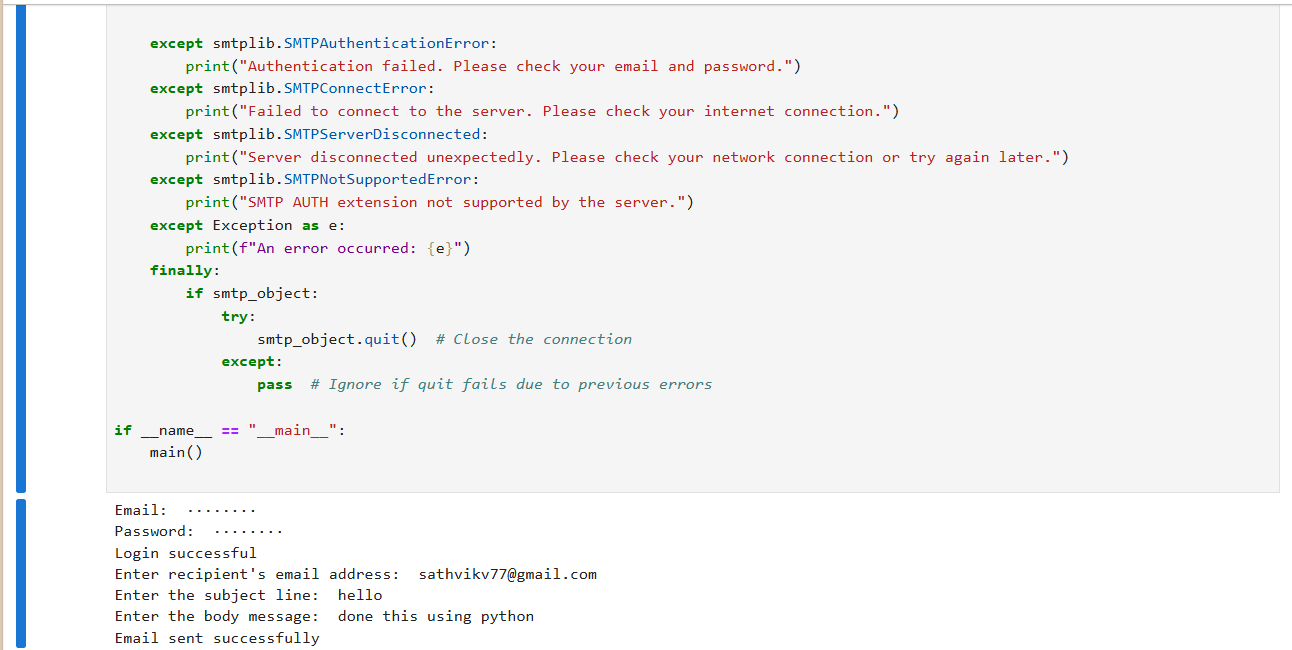 except smtplib.SMTPAuthenticationError:
        print("Authentication failed. Please check your email and password.")
    except smtplib.SMTPConnectError:
        print("Failed to connect to the server. Please check your internet connection.")
    except smtplib.SMTPServerDisconnected:
        print("Server disconnected unexpectedly. Please check your network connection or try again later.")
    except smtplib.SMTPNotSupportedError:
        print("SMTP AUTH extension not supported by the server.")
    except Exception as e:
        print(f"An error occurred: {e}")
    finally:
        if smtp_object:
            try:
                smtp_object.quit()  # Close the connection
            except:
                pass  # Ignore if quit fails due to previous errors
if __name__ == "__main__":
    main()
Email:  ········
Password:  ········
Login successful
Enter recipient's email address:  sathvikv77@gmail.com
Enter the subject line:  hello
Enter the body message:  done this using python
Email sent successfully